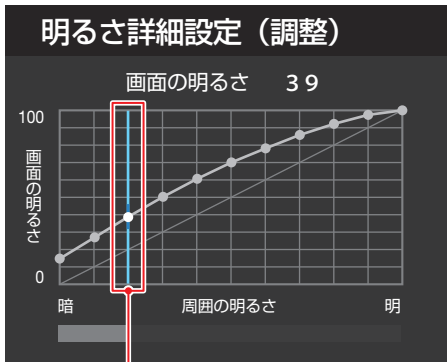 明るさ詳細設定(調整)
画面の明るさ 39
100
画面の明るさ
0
暗 周囲の明るさ 明